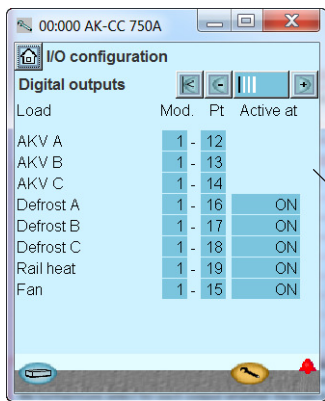 00:000 AK-CC 750A
I/O configuration
Digital outputs
Load Mod. Pt Active at
AKV A 1 - 12
AKV B 1 - 13
AKV C 1 - 14
Defrost A 1 - 16 ON
Defrost B 1 - 17 ON
Defrost C 1 - 18 ON
Rail heat 1 - 19 ON
Fan 1 - 15 ON